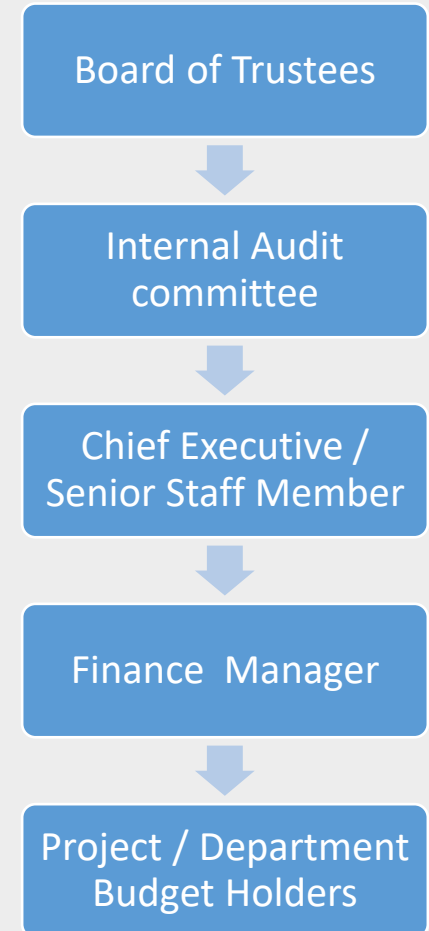 Board of Trustees
Internal Audit
committee
Chief Executive /
Senior Staff Member
Finance  Manager
Project / Department
Budget Holders